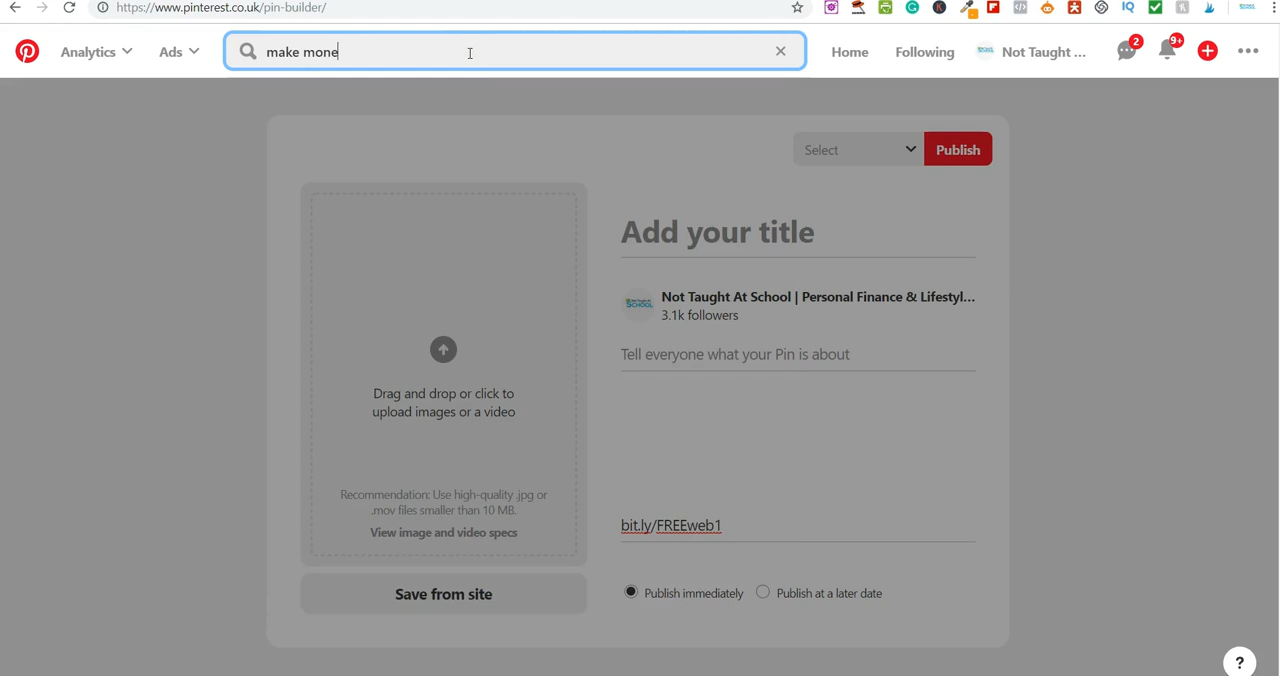 https://www.pinterest.co.uk/pin-builder/
Analytics
Ads
make mone
Home
Following
Not Taught ...
2
9+
Select
Publish
Add your title
Not Taught At School | Personal Finance & Lifestyl...
3.1k followers
Tell everyone what your Pin is about
Drag and drop or click to
upload images or a video
Recommendation: Use high-quality .jpg or
.mov files smaller than 10 MB.
View image and video specs
bit.ly/FREEweb1
Save from site
Publish immediately
Publish at a later date
?